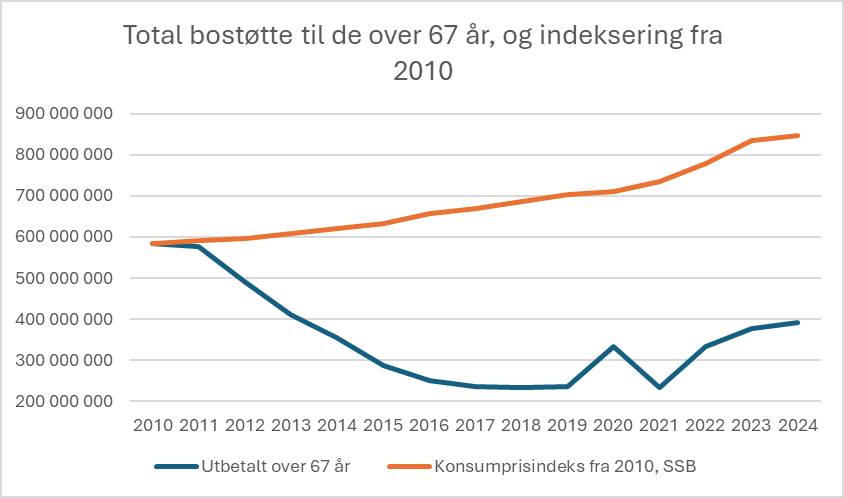 Total bostøtte til de over 67 år, og indeksering fra
2010
900 000 000
800 000 000
700 000 000
600 000 000
500 000 000
400 000 000
300 000 000
200 000 000
2010 2011 2012 2013 2014 2015 2016 2017 2018 2019 2020 2021 2022 2023 2024
Utbetalt over 67 år Konsumprisindeks fra 2010, SSB